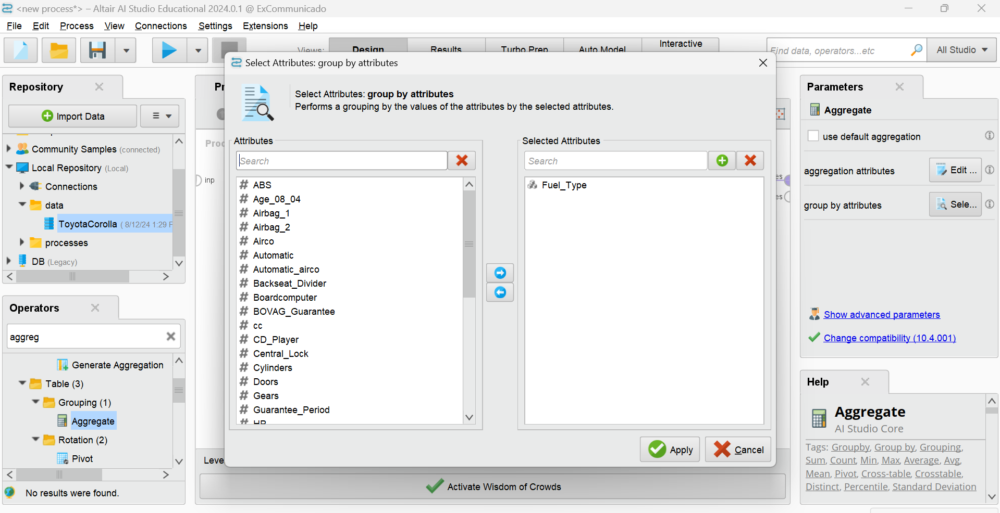 <new process*> – Altair AI Studio Educational 2024.0.1 @ ExCommunicado
File Edit Process View Connections Settings Extensions Help
Views: Design Results Turbo Prep Auto Model Interactive
Find data, operators...etc
All Studio
Repository
Import Data
Community Samples (connected)
Local Repository (Local)
Connections
data
ToyotaCorolla ( 8/12/24 1:29
processes
DB (Legacy)
Operators
aggreg
Generate Aggregation
Table (3)
Grouping (1)
Aggregate
Rotation (2)
Pivot
No results were found.
inp
Select Attributes: group by attributes
Select Attributes: group by attributes
Performs a grouping by the values of the attributes by the selected attributes.
Attributes
Search
# ABS
# Age_08_04
# Airbag_1
# Airbag_2
# Airco
# Automatic
# Automatic_airco
# Backseat_Divider
# Boardcomputer
# BOVAG_Guarantee
# cc
# CD_Player
# Central_Lock
# Cylinders
# Doors
# Gears
# Guarantee_Period
# HP
Selected Attributes
Search
Fuel_Type
Apply
Cancel
Activate Wisdom of Crowds
Parameters
Aggregate
use default aggregation
aggregation attributes
Edit ...
group by attributes
Sele...
Show advanced parameters
Change compatibility (10.4.001)
Help
Aggregate
AI Studio Core
Tags: Groupby, Group by, Grouping,
Sum, Count, Min, Max, Average, Avg,
Mean, Pivot, Cross-table, Crosstable,
Distinct, Percentile, Standard Deviation